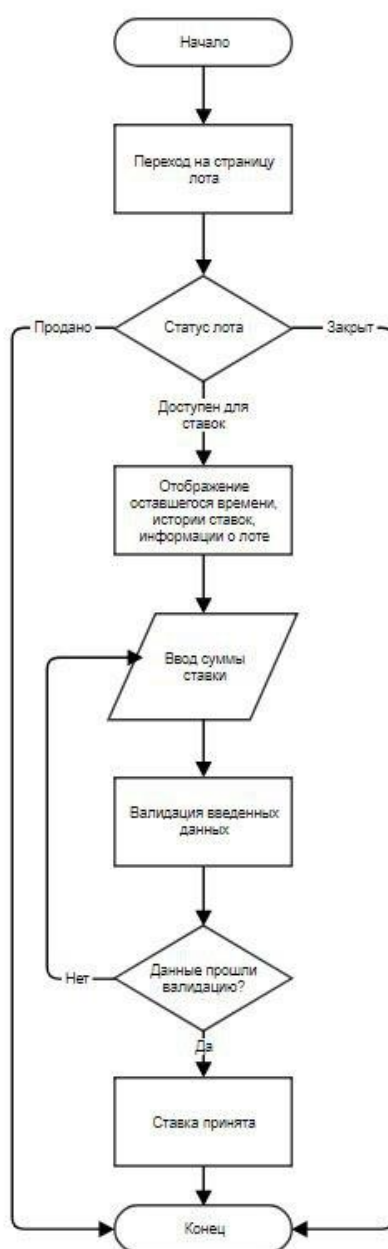 Начало
Переход на страницу
лота
Продано
Статус лота
Закрыт
Доступен для
ставок
Отображение
оставшегося времени,
истории ставок,
информации о лоте
Ввод суммы
ставки
Валидация введенных
данных
Нет
Данные прошли
валидацию?
Да
Ставка принята
Конец